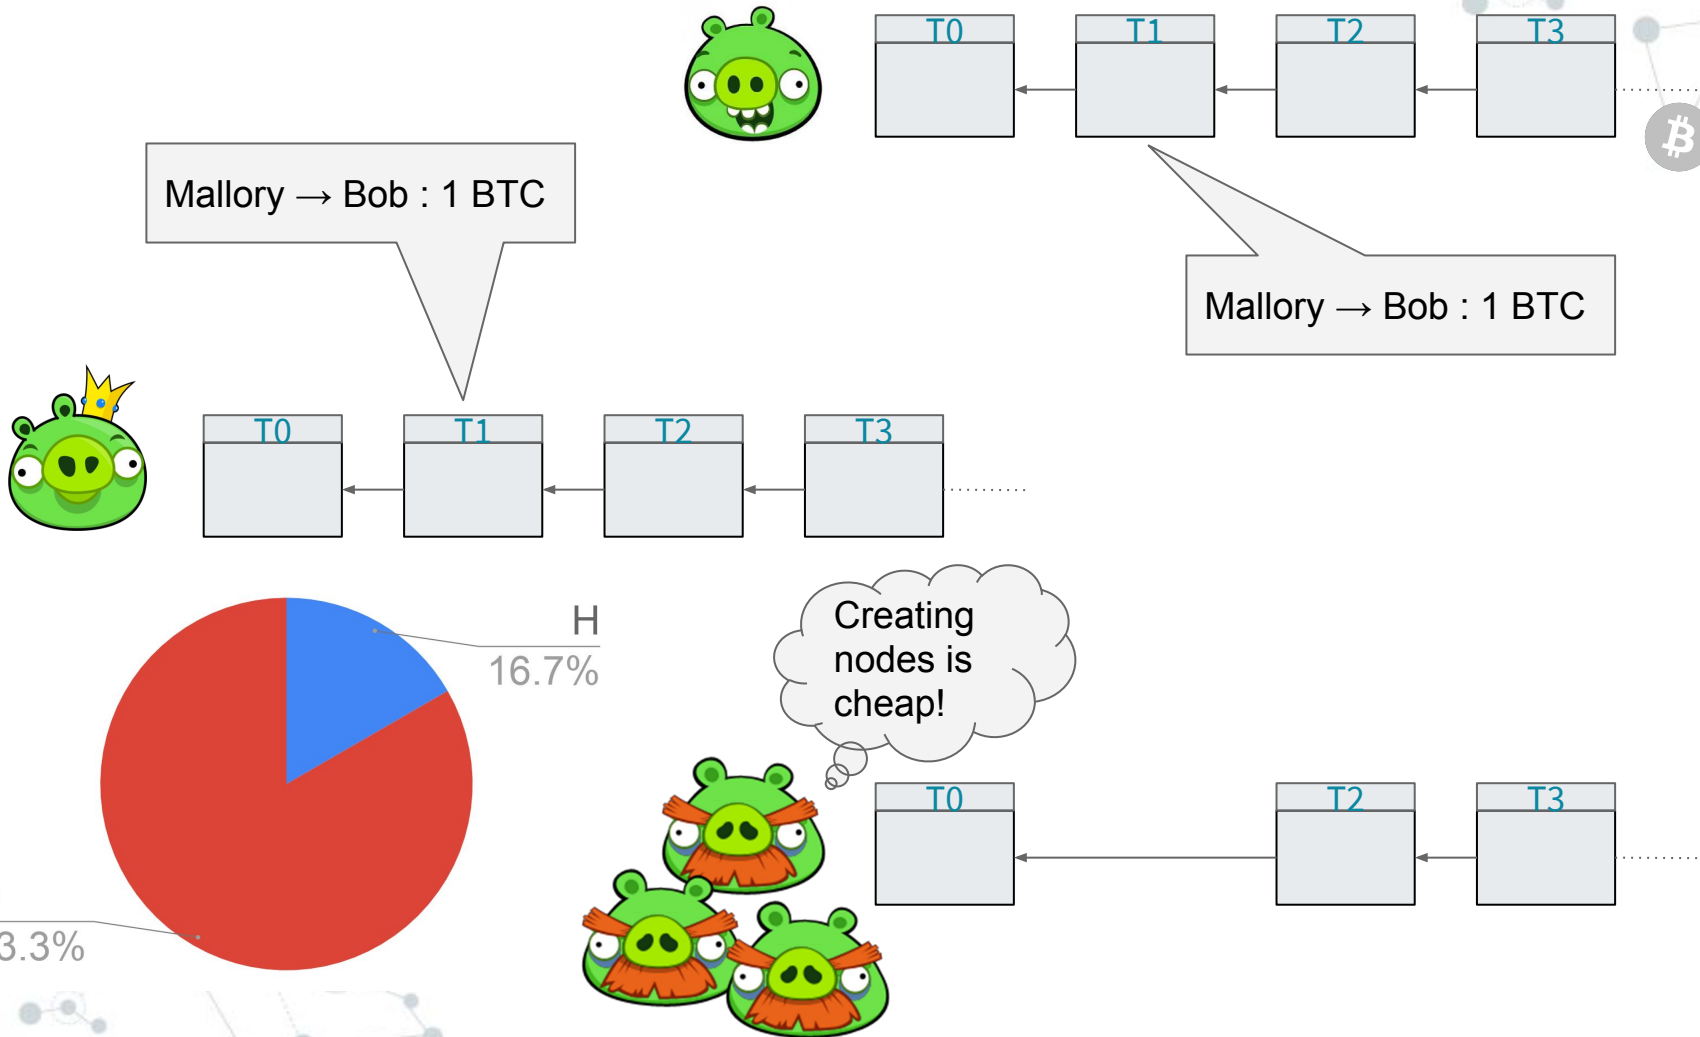 T0 T1 T2 T3
Mallory → Bob : 1 BTC
Mallory → Bob : 1 BTC
T0 T1 T2 T3
H
16.7%
Creating
nodes is
cheap!
T0 T2 T3
3.3%